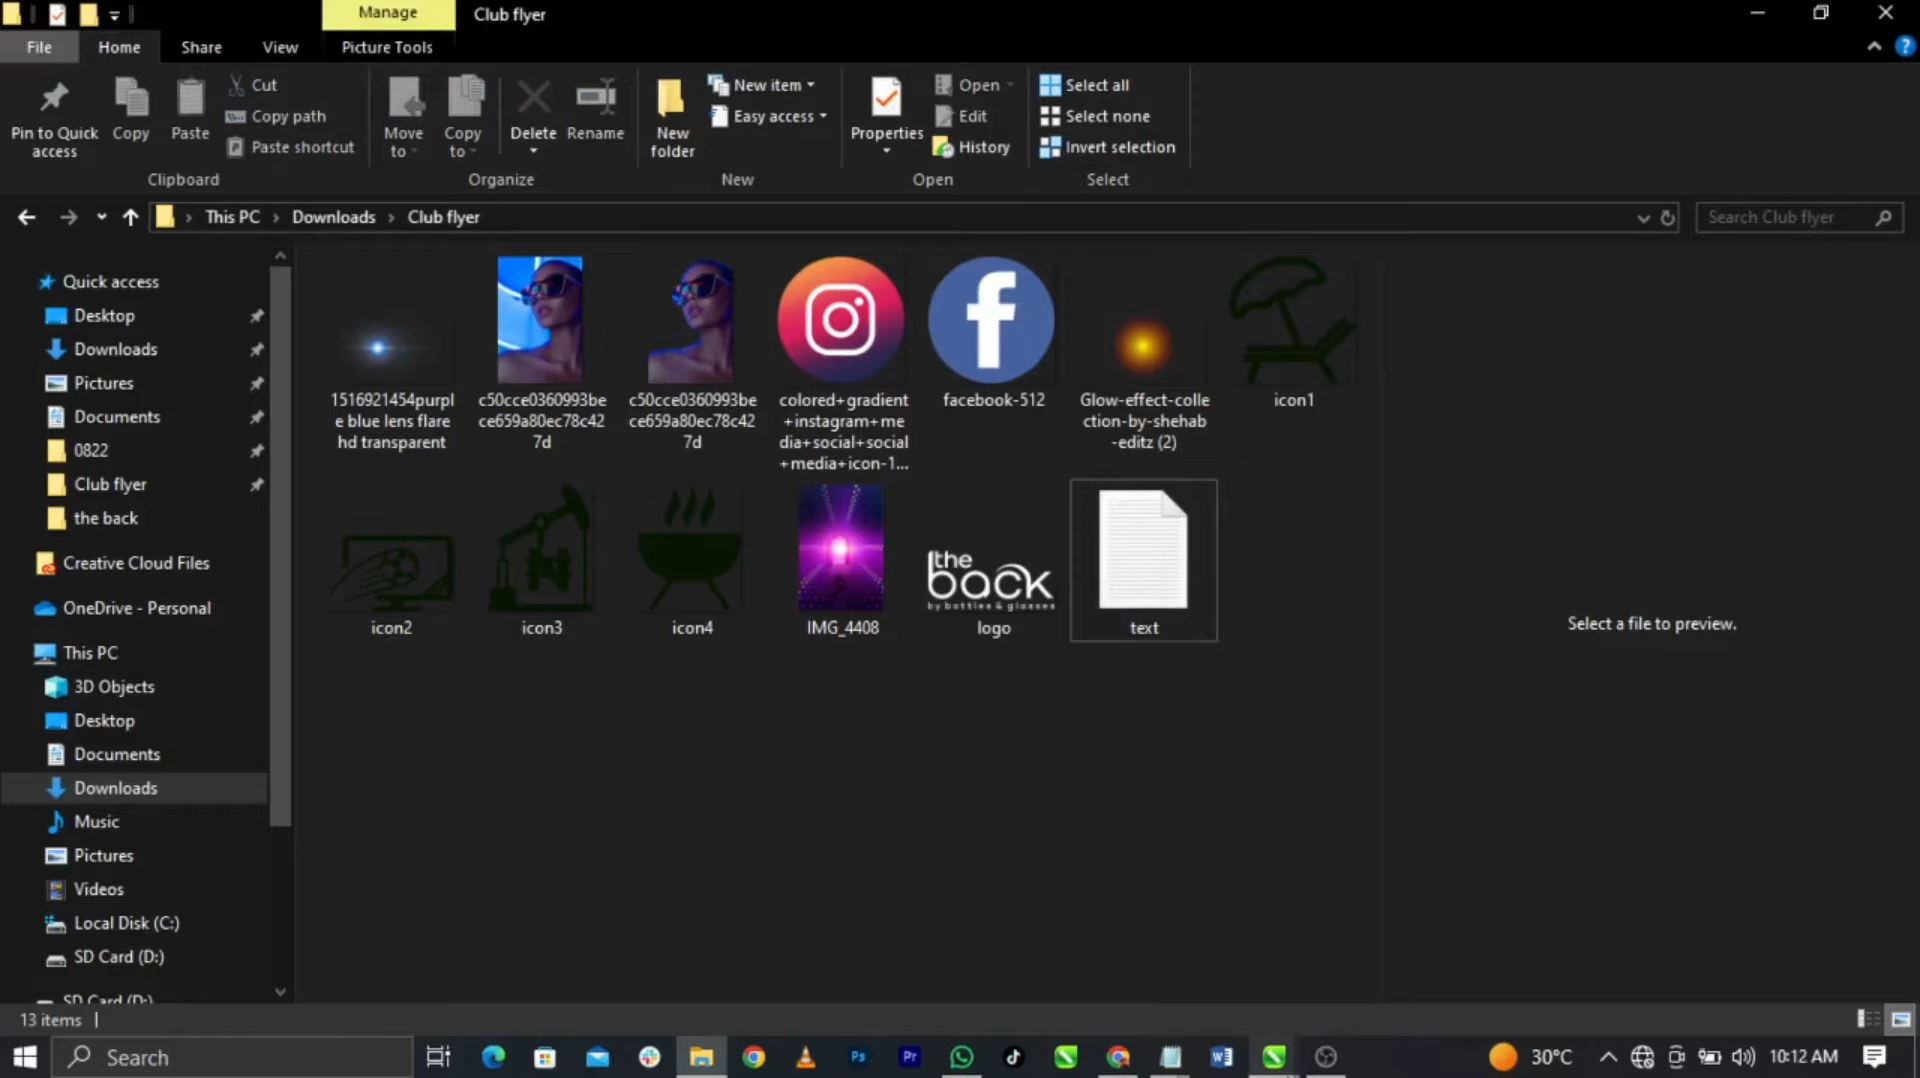 Manage
Club flyer
File
Home
Share
View
Picture Tools
Pin to Quick
access
Copy
Paste
Cut
Copy path
Paste shortcut
Clipboard
Move
to
Copy
to
Delete
Rename
Organize
New
folder
New item
Easy access
New
Properties
Open
Edit
History
Open
Select all
Select none
Invert selection
Select
This PC > Downloads > Club flyer
Search Club flyer
Quick access
Desktop
Downloads
Pictures
Documents
0822
Club flyer
the back
Creative Cloud Files
OneDrive - Personal
This PC
3D Objects
Desktop
Documents
Downloads
Music
Pictures
Videos
Local Disk (C:)
SD Card (D:)
SD Card (D:)
1516921454purpl
e blue lens flare
hd transparent
c50cce0360993be
ce659a80ec78c42
7d
c50cce0360993be
ce659a80ec78c42
7d
colored+gradient
+instagram+me
dia+social+social
+media+icon-1...
f
facebook-512
Glow-effect-colle
ction-by-shehab
-editz (2)
icon1
icon2
icon3
icon4
IMG_4408
the
back
by bottles & glasses
logo
text
Select a file to preview.
13 items
Search
Ps
Pr
W
30°C
10:12 AM